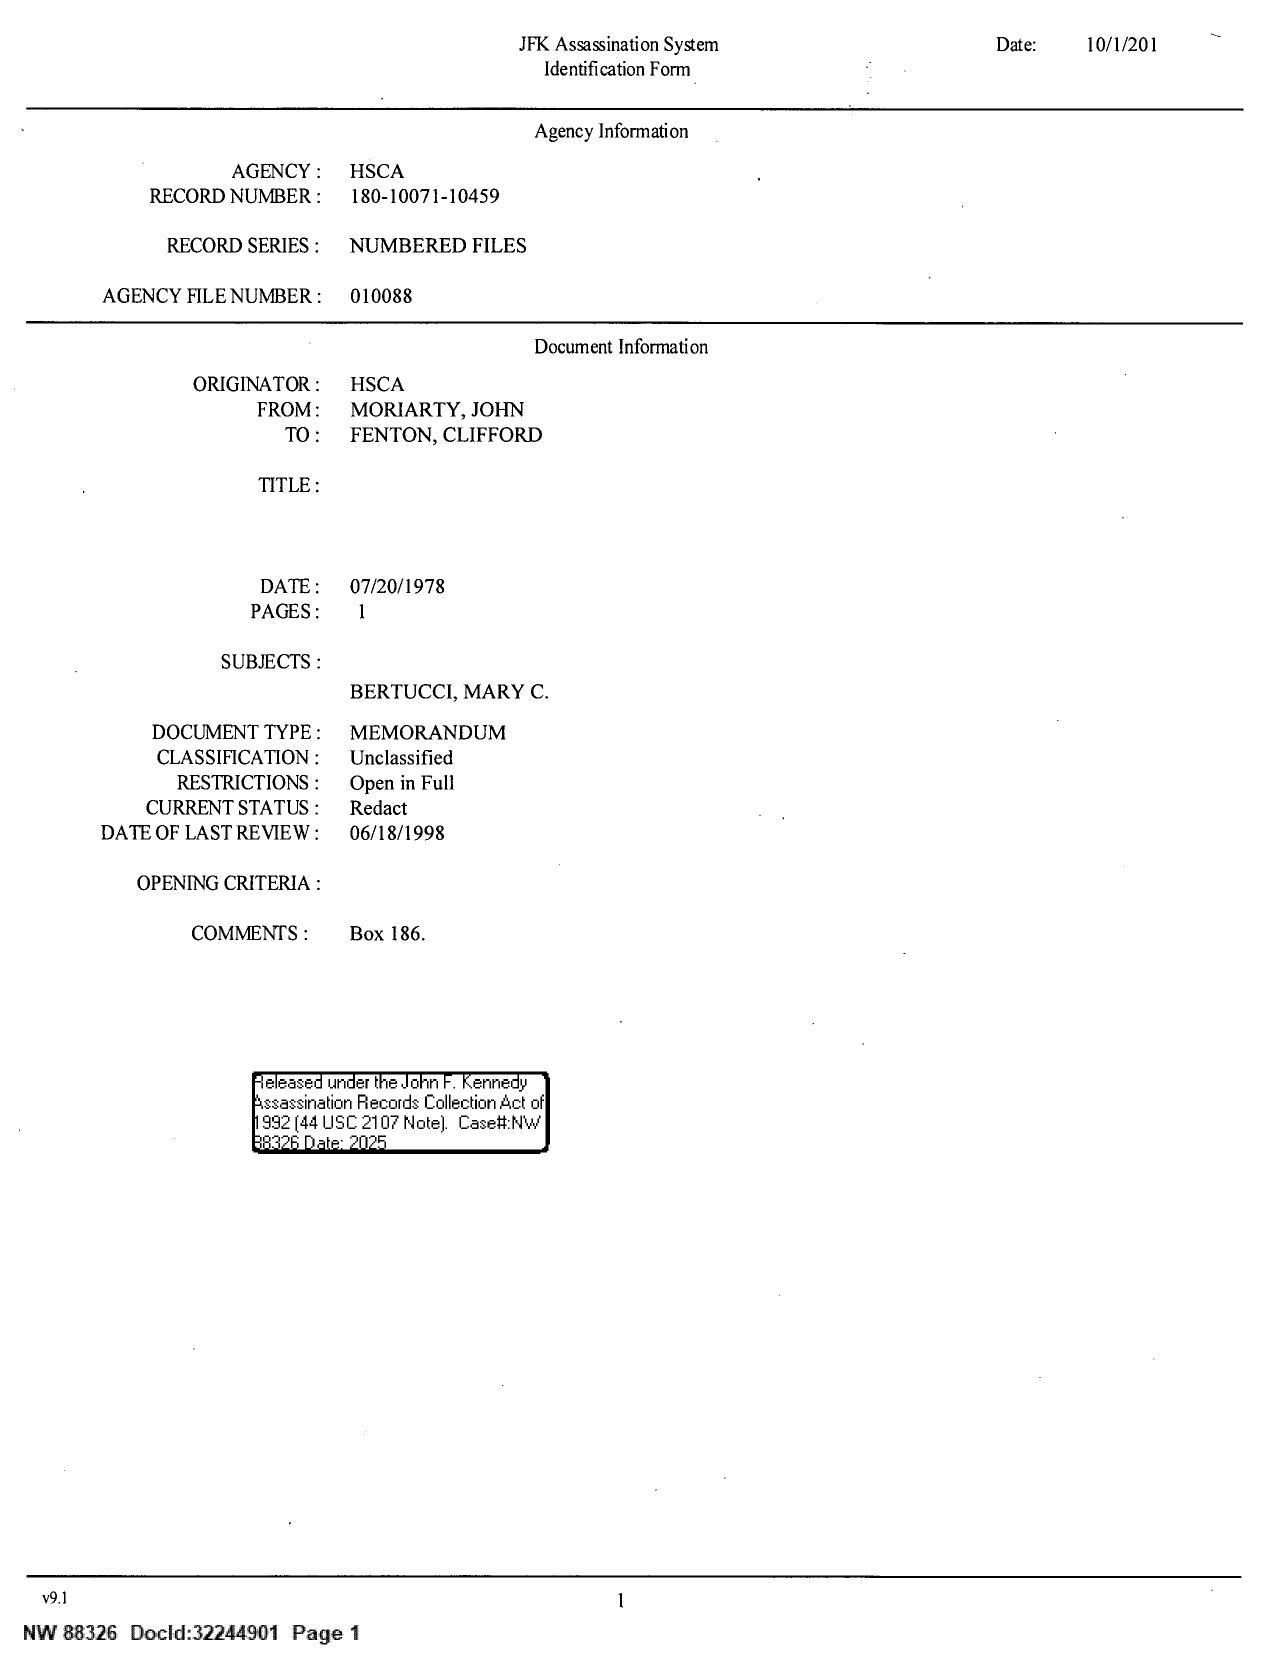 JFK Assassination System
Date: 10/1/201
Identification Form
Agency Information
AGENCY : HSCA
RECORD NUMBER : 180-10071-10459
RECORD SERIES : NUMBERED FILES
AGENCY FILE NUMBER : 010088
Document Information
ORIGINATOR : HSCA
FROM : MORIARTY, JOHN
TO : FENTON, CLIFFORD
TITLE :
DATE : 07/20/1978
PAGES : 1
SUBJECTS :
BERTUCCI, MARY C.
DOCUMENT TYPE : MEMORANDUM
CLASSIFICATION : Unclassified
RESTRICTIONS : Open in Full
CURRENT STATUS : Redact
DATE OF LAST REVIEW : 06/18/1998
OPENING CRITERIA :
COMMENTS : Box 186.
Released under the John F. Kennedy
Assassination Records Collection Act of
1992 (44 USC 2107 Note). Case#:NW
88326 Date: 2025
v9.1
1
NW 88326 DocId:32244901 Page 1